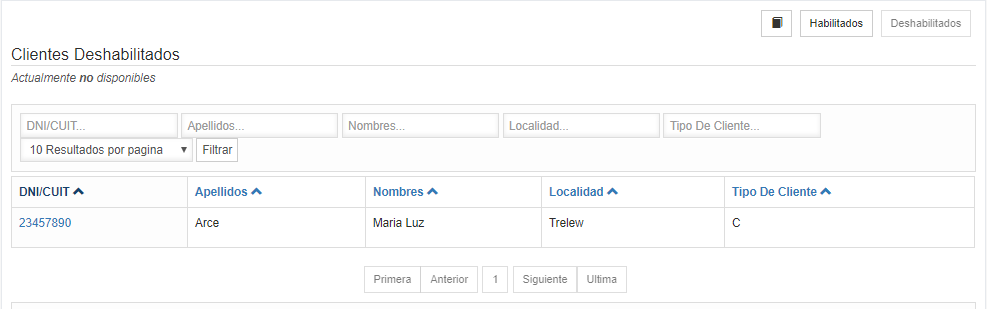 Habilitados Deshabilitados
Clientes Deshabilitados
Actualmente no disponibles
DNI/CUIT... Apellidos... Nombres... Localidad... Tipo De Cliente...
10 Resultados por pagina Filtrar
DNI/CUIT Apellidos Nombres Localidad Tipo De Cliente
23457890 Arce Maria Luz Trelew C
Primera Anterior 1 Siguiente Ultima